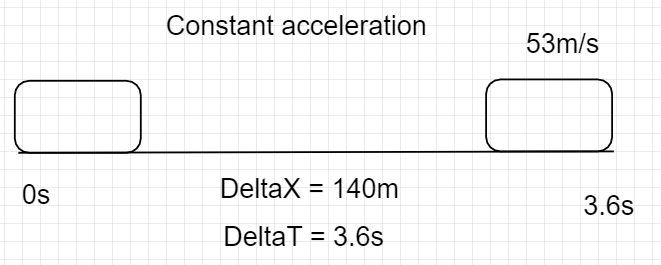 Constant acceleration
53m/s
0s
DeltaX = 140m
3.6s
DeltaT = 3.6s